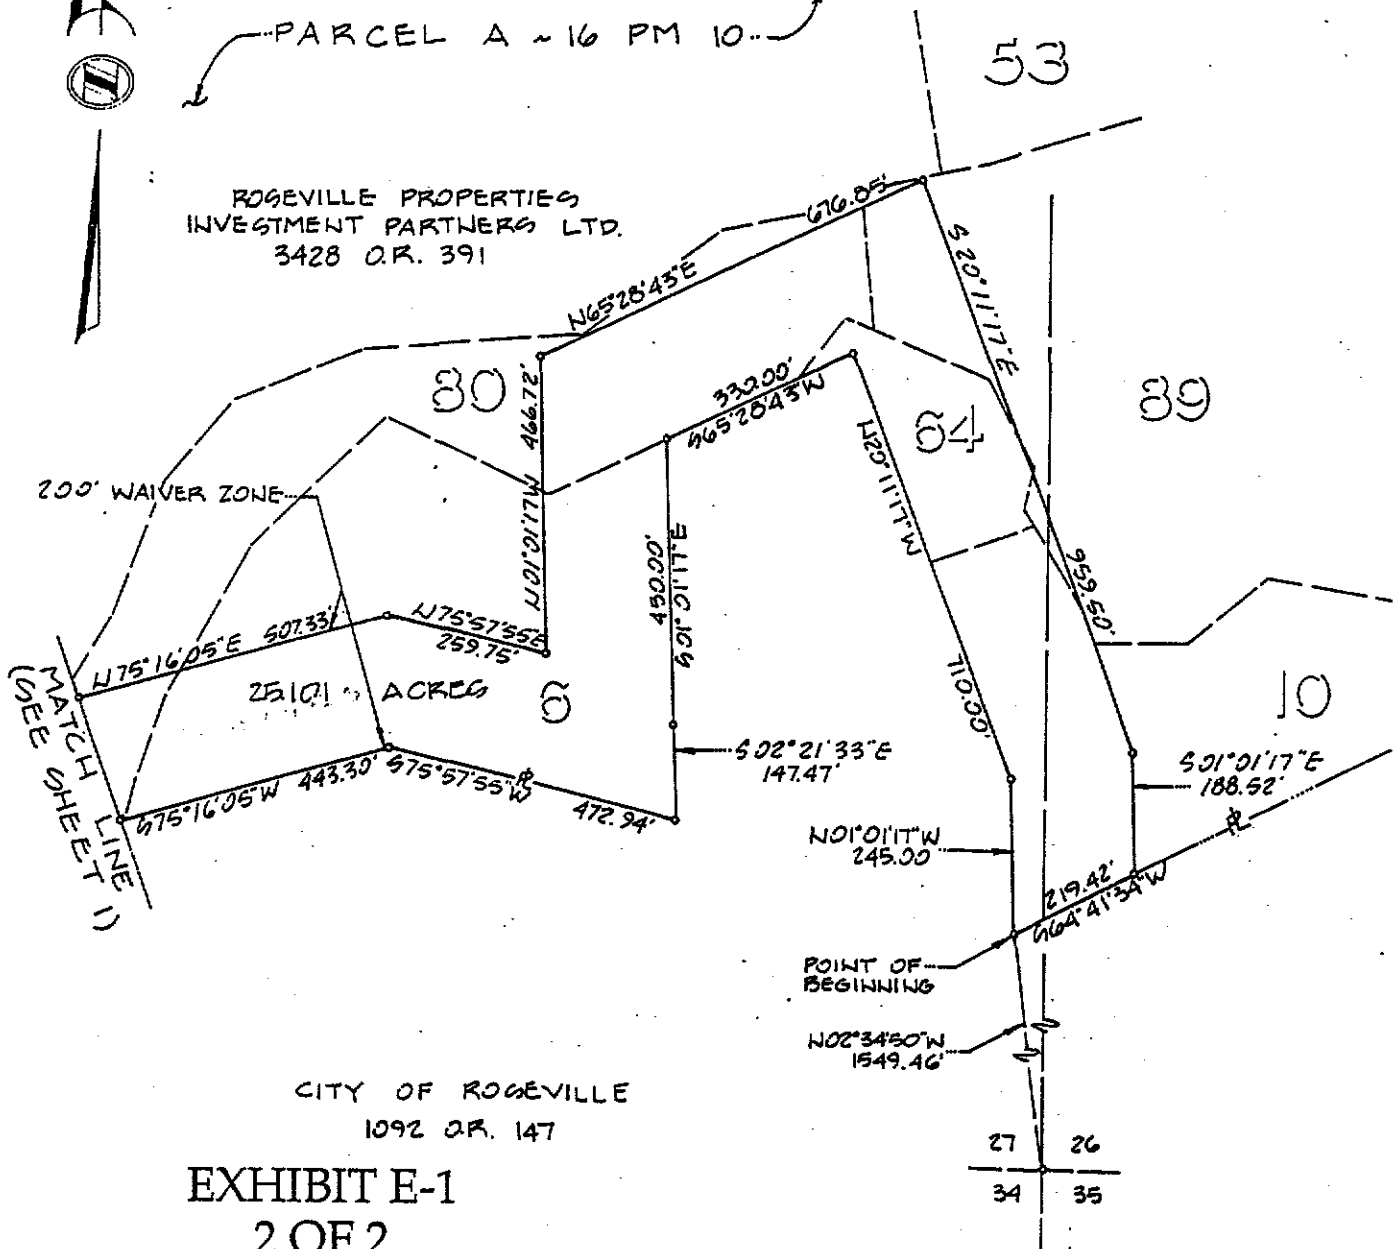 PARCEL A ~ 16 PM 10
53
ROSEVILLE PROPERTIES
INVESTMENT PARTNERS LTD.
3428 O.R. 391
676.85'
N65°28'43"E
S 20°11'17"E
80
466.72'
N01°01'17"W
330.00'
S65°28'43"W
64
89
N20°11'17"W
200' WAIVER ZONE
450.00'
S01°01'17"E
959.50'
N75°16'05"E 507.33'
N75°57'55"E
259.75'
MATCH LINE
(SEE SHEET 1)
ACRES
6
710.00'
10
S02°21'33"E
147.47'
S01°01'17"E
188.52'
S75°16'05"W 443.30'
S75°57'55"W
472.94'
N01°01'17"W
245.00
219.42'
S64°41'34"W
POINT OF
BEGINNING
N02°34'50"W
1549.46'
CITY OF ROSEVILLE
1092 O.R. 147
27 26
34 35
EXHIBIT E-1
2 OF 2